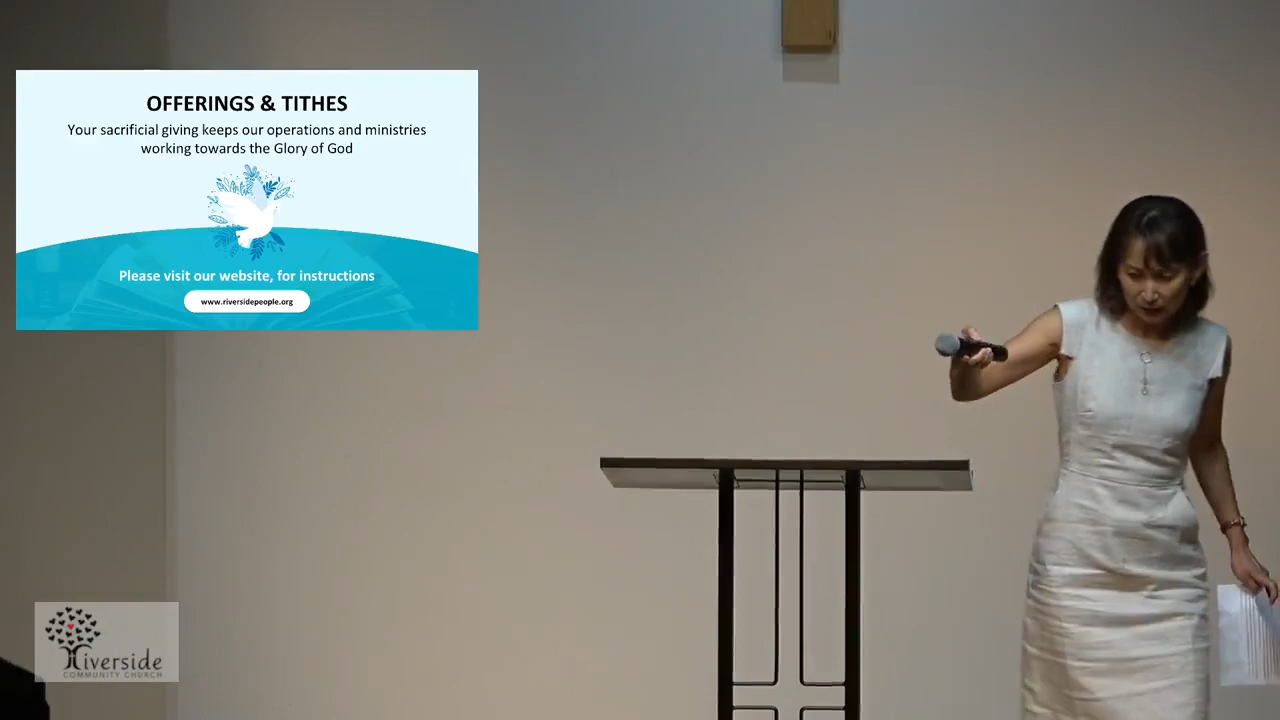 OFFERINGS & TITHES
Your sacrificial giving keeps our operations and ministries
working towards the Glory of God
Please visit our website, for instructions
www.riversidepeople.org
Riverside
COMMUNITY CHURCH